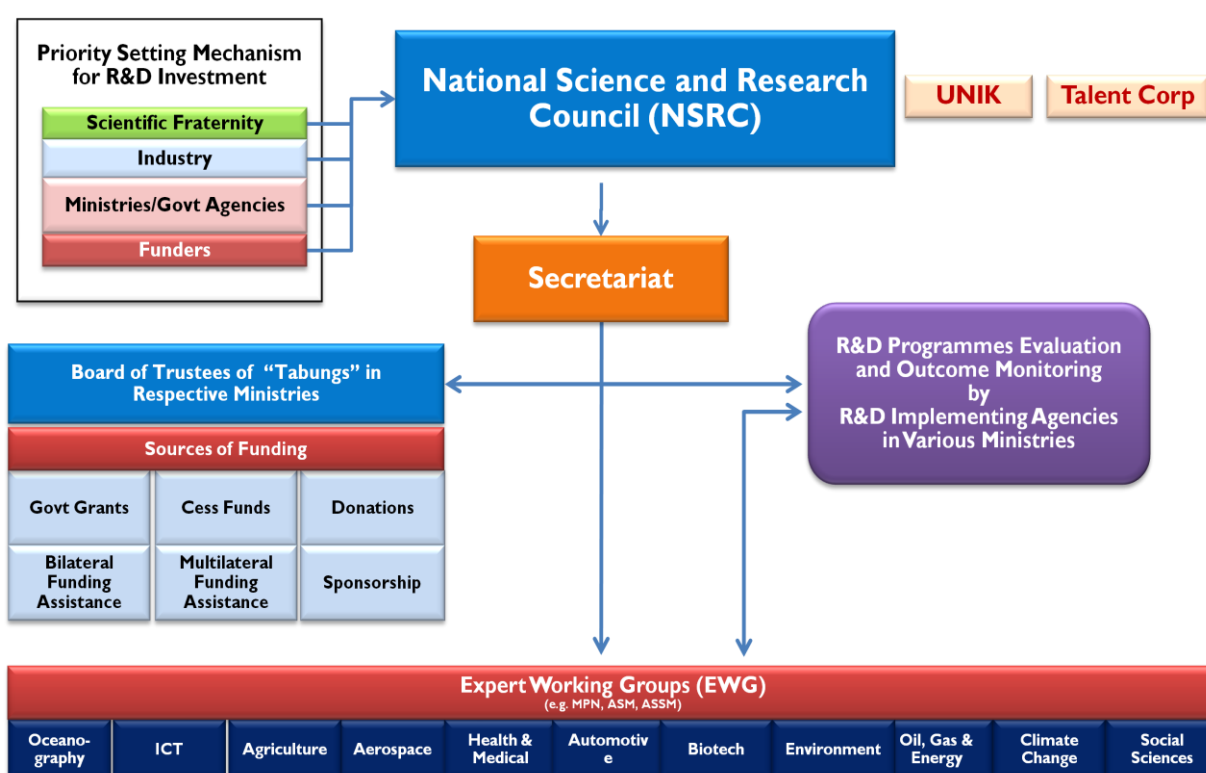 Priority Setting Mechanism
for R&D Investment
Scientific Fraternity
Industry
Ministries/Govt Agencies
Funders
National Science and Research
Council (NSRC)
UNIK
Talent Corp
Secretariat
Board of Trustees of “Tabungs” in
Respective Ministries
Sources of Funding
Govt Grants
Cess Funds
Donations
Bilateral
Funding
Assistance
Multilateral
Funding
Assistance
Sponsorship
R&D Programmes Evaluation
and Outcome Monitoring
by
R&D Implementing Agencies
in Various Ministries
Expert Working Groups (EWG)
(e.g. MPN, ASM, ASSM)
Oceano-
graphy
ICT
Agriculture
Aerospace
Health &
Medical
Automotiv
e
Biotech
Environment
Oil, Gas &
Energy
Climate
Change
Social
Sciences